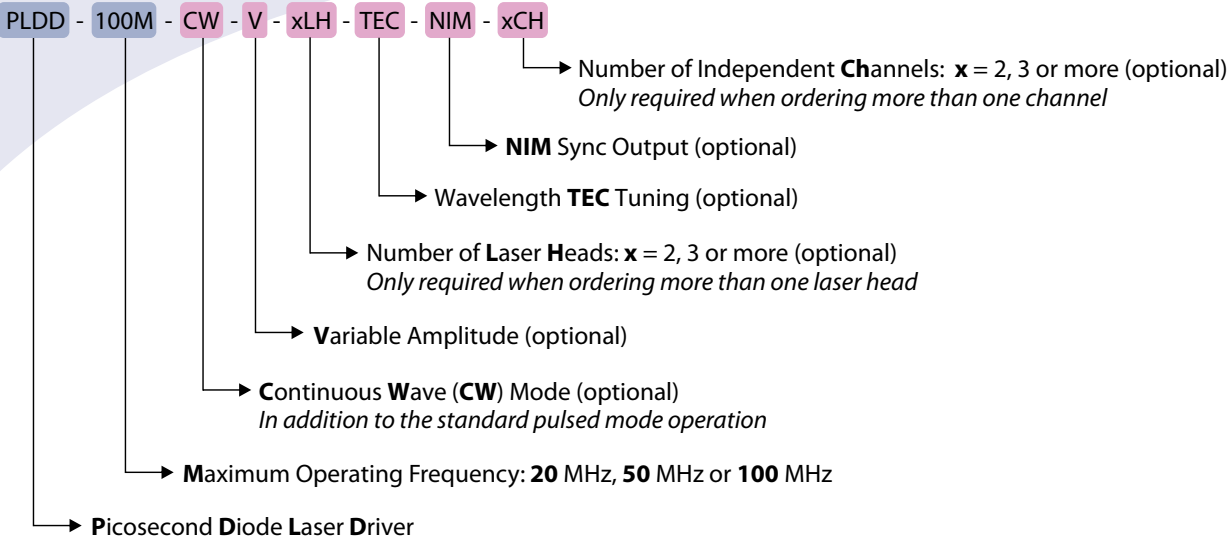 PLDD - 100M - CW - V - xLH - TEC - NIM - xCH
Number of Independent Channels: x = 2, 3 or more (optional)
Only required when ordering more than one channel
NIM Sync Output (optional)
Wavelength TEC Tuning (optional)
Number of Laser Heads: x = 2, 3 or more (optional)
Only required when ordering more than one laser head
Variable Amplitude (optional)
Continuous Wave (CW) Mode (optional)
In addition to the standard pulsed mode operation
Maximum Operating Frequency: 20 MHz, 50 MHz or 100 MHz
Picosecond Diode Laser Driver